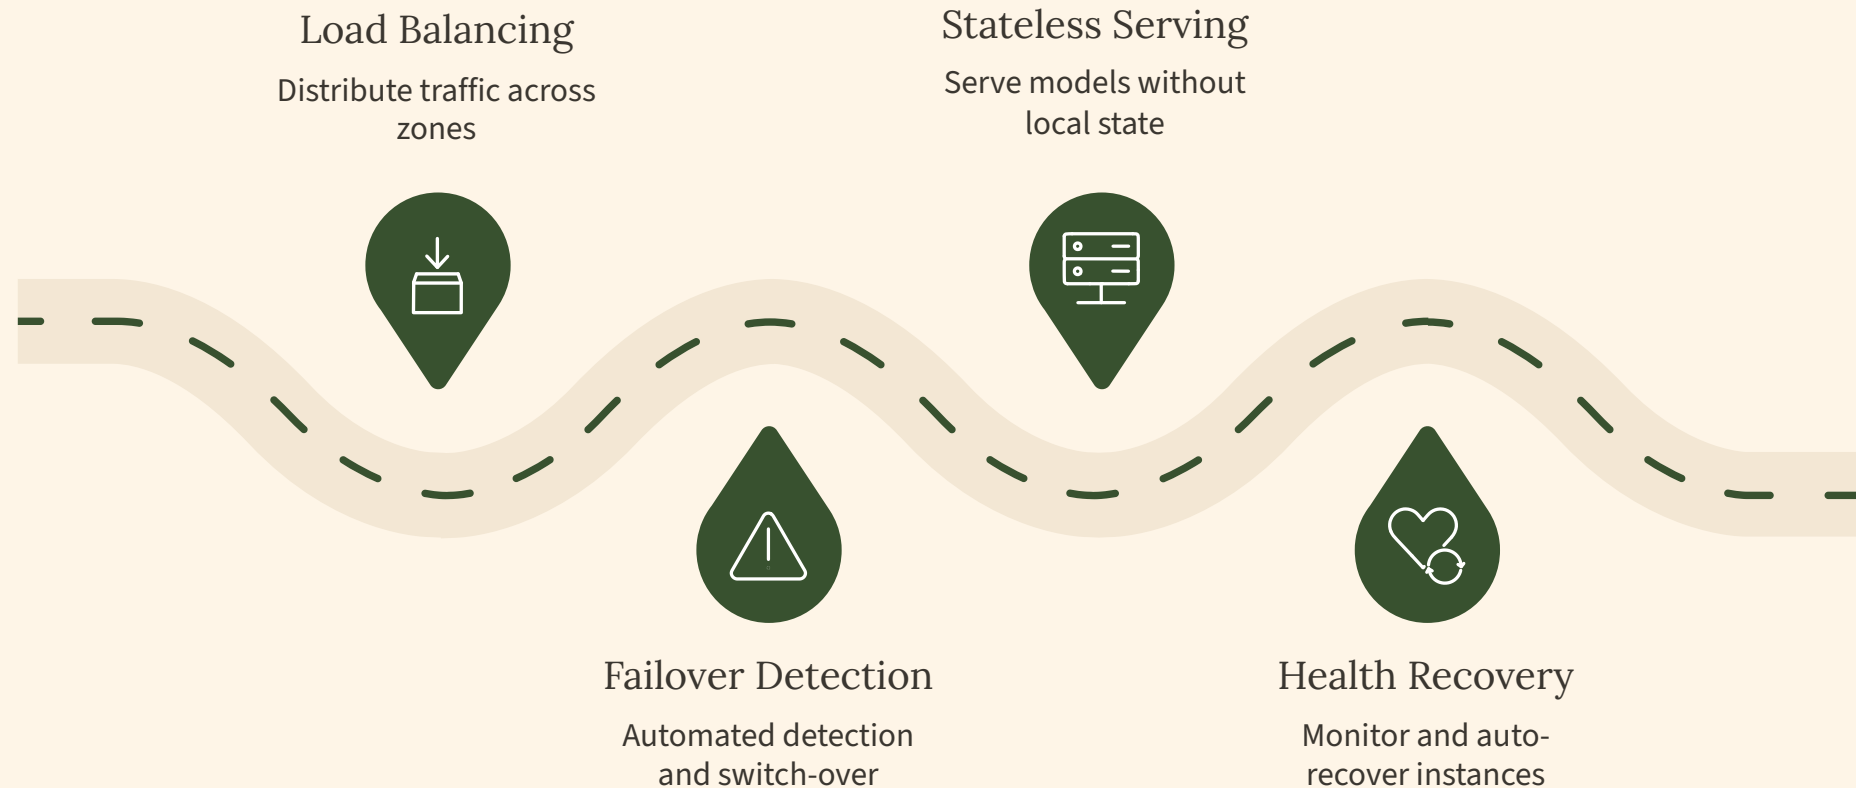 Load Balancing
Distribute traffic across
zones
Stateless Serving
Serve models without
local state
Failover Detection
Automated detection
and switch-over
Health Recovery
Monitor and auto-
recover instances